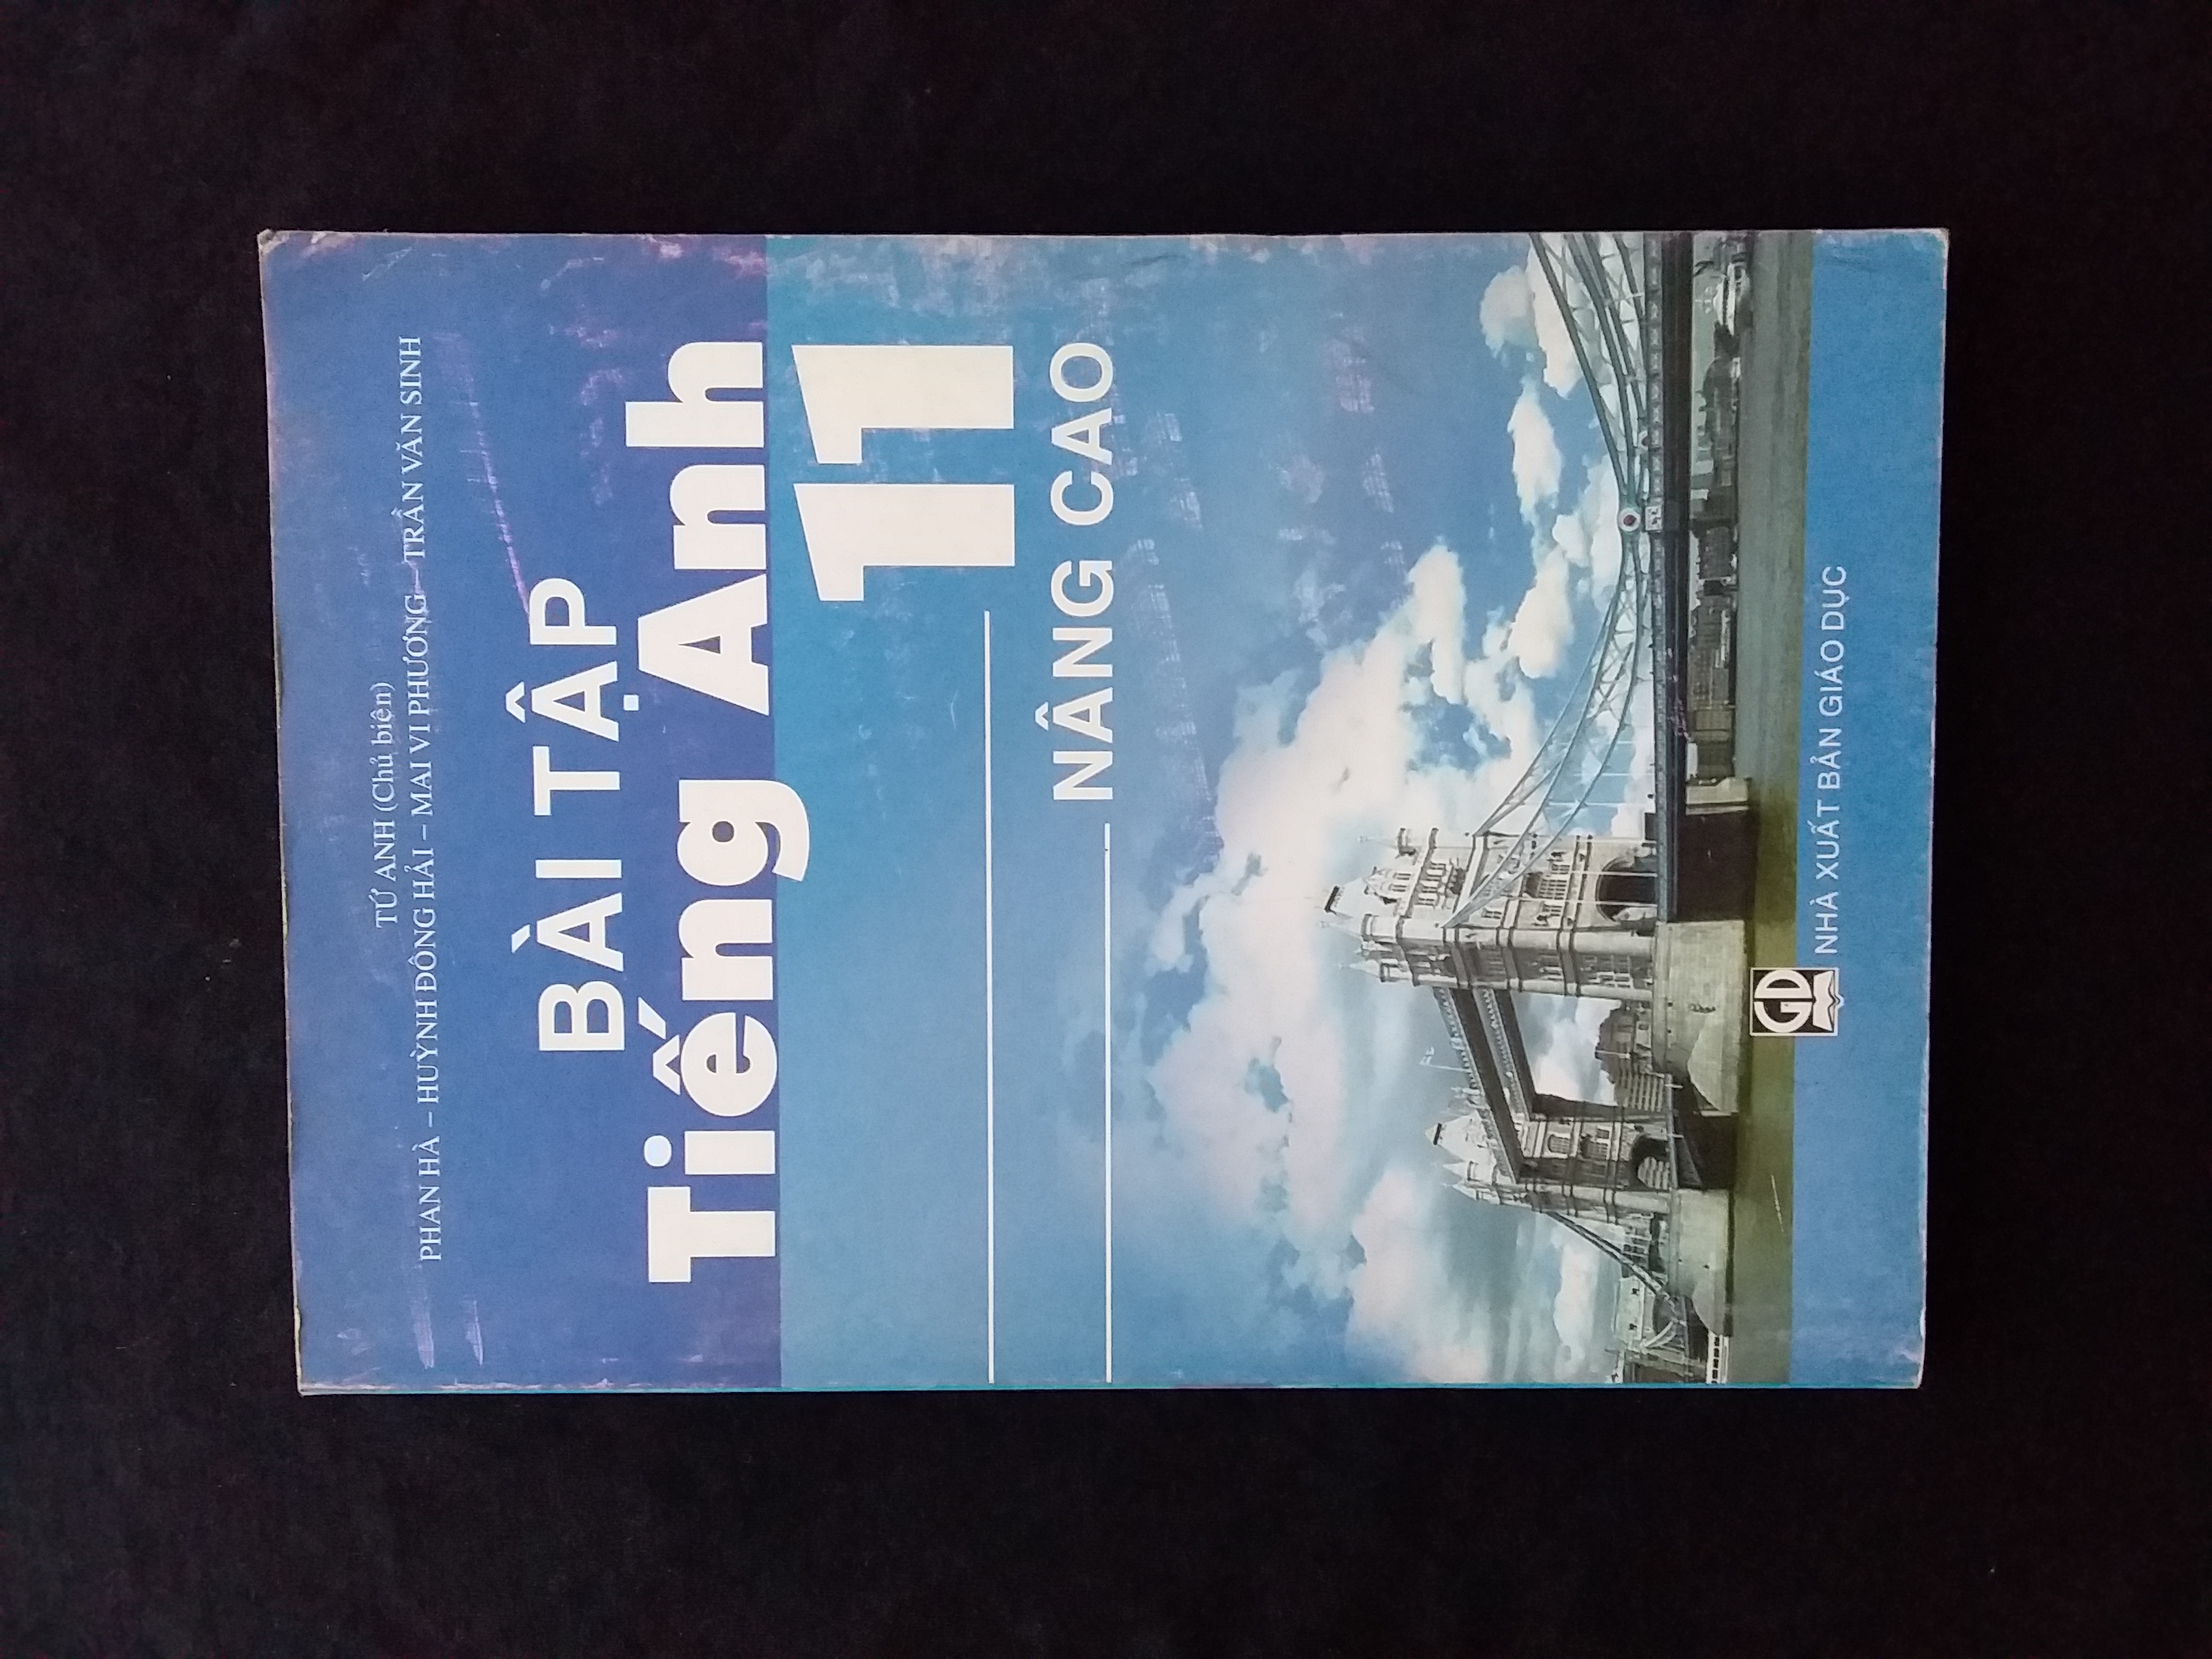 TỨ ANH (Chủ biên)
PHAN HÀ – HUỲNH ĐÔNG HẢI – MAI VI PHƯƠNG – TRẦN VĂN SINH
BÀI TẬP
Tiếng Anh
11
NÂNG CAO
GD
NHÀ XUẤT BẢN GIÁO DỤC